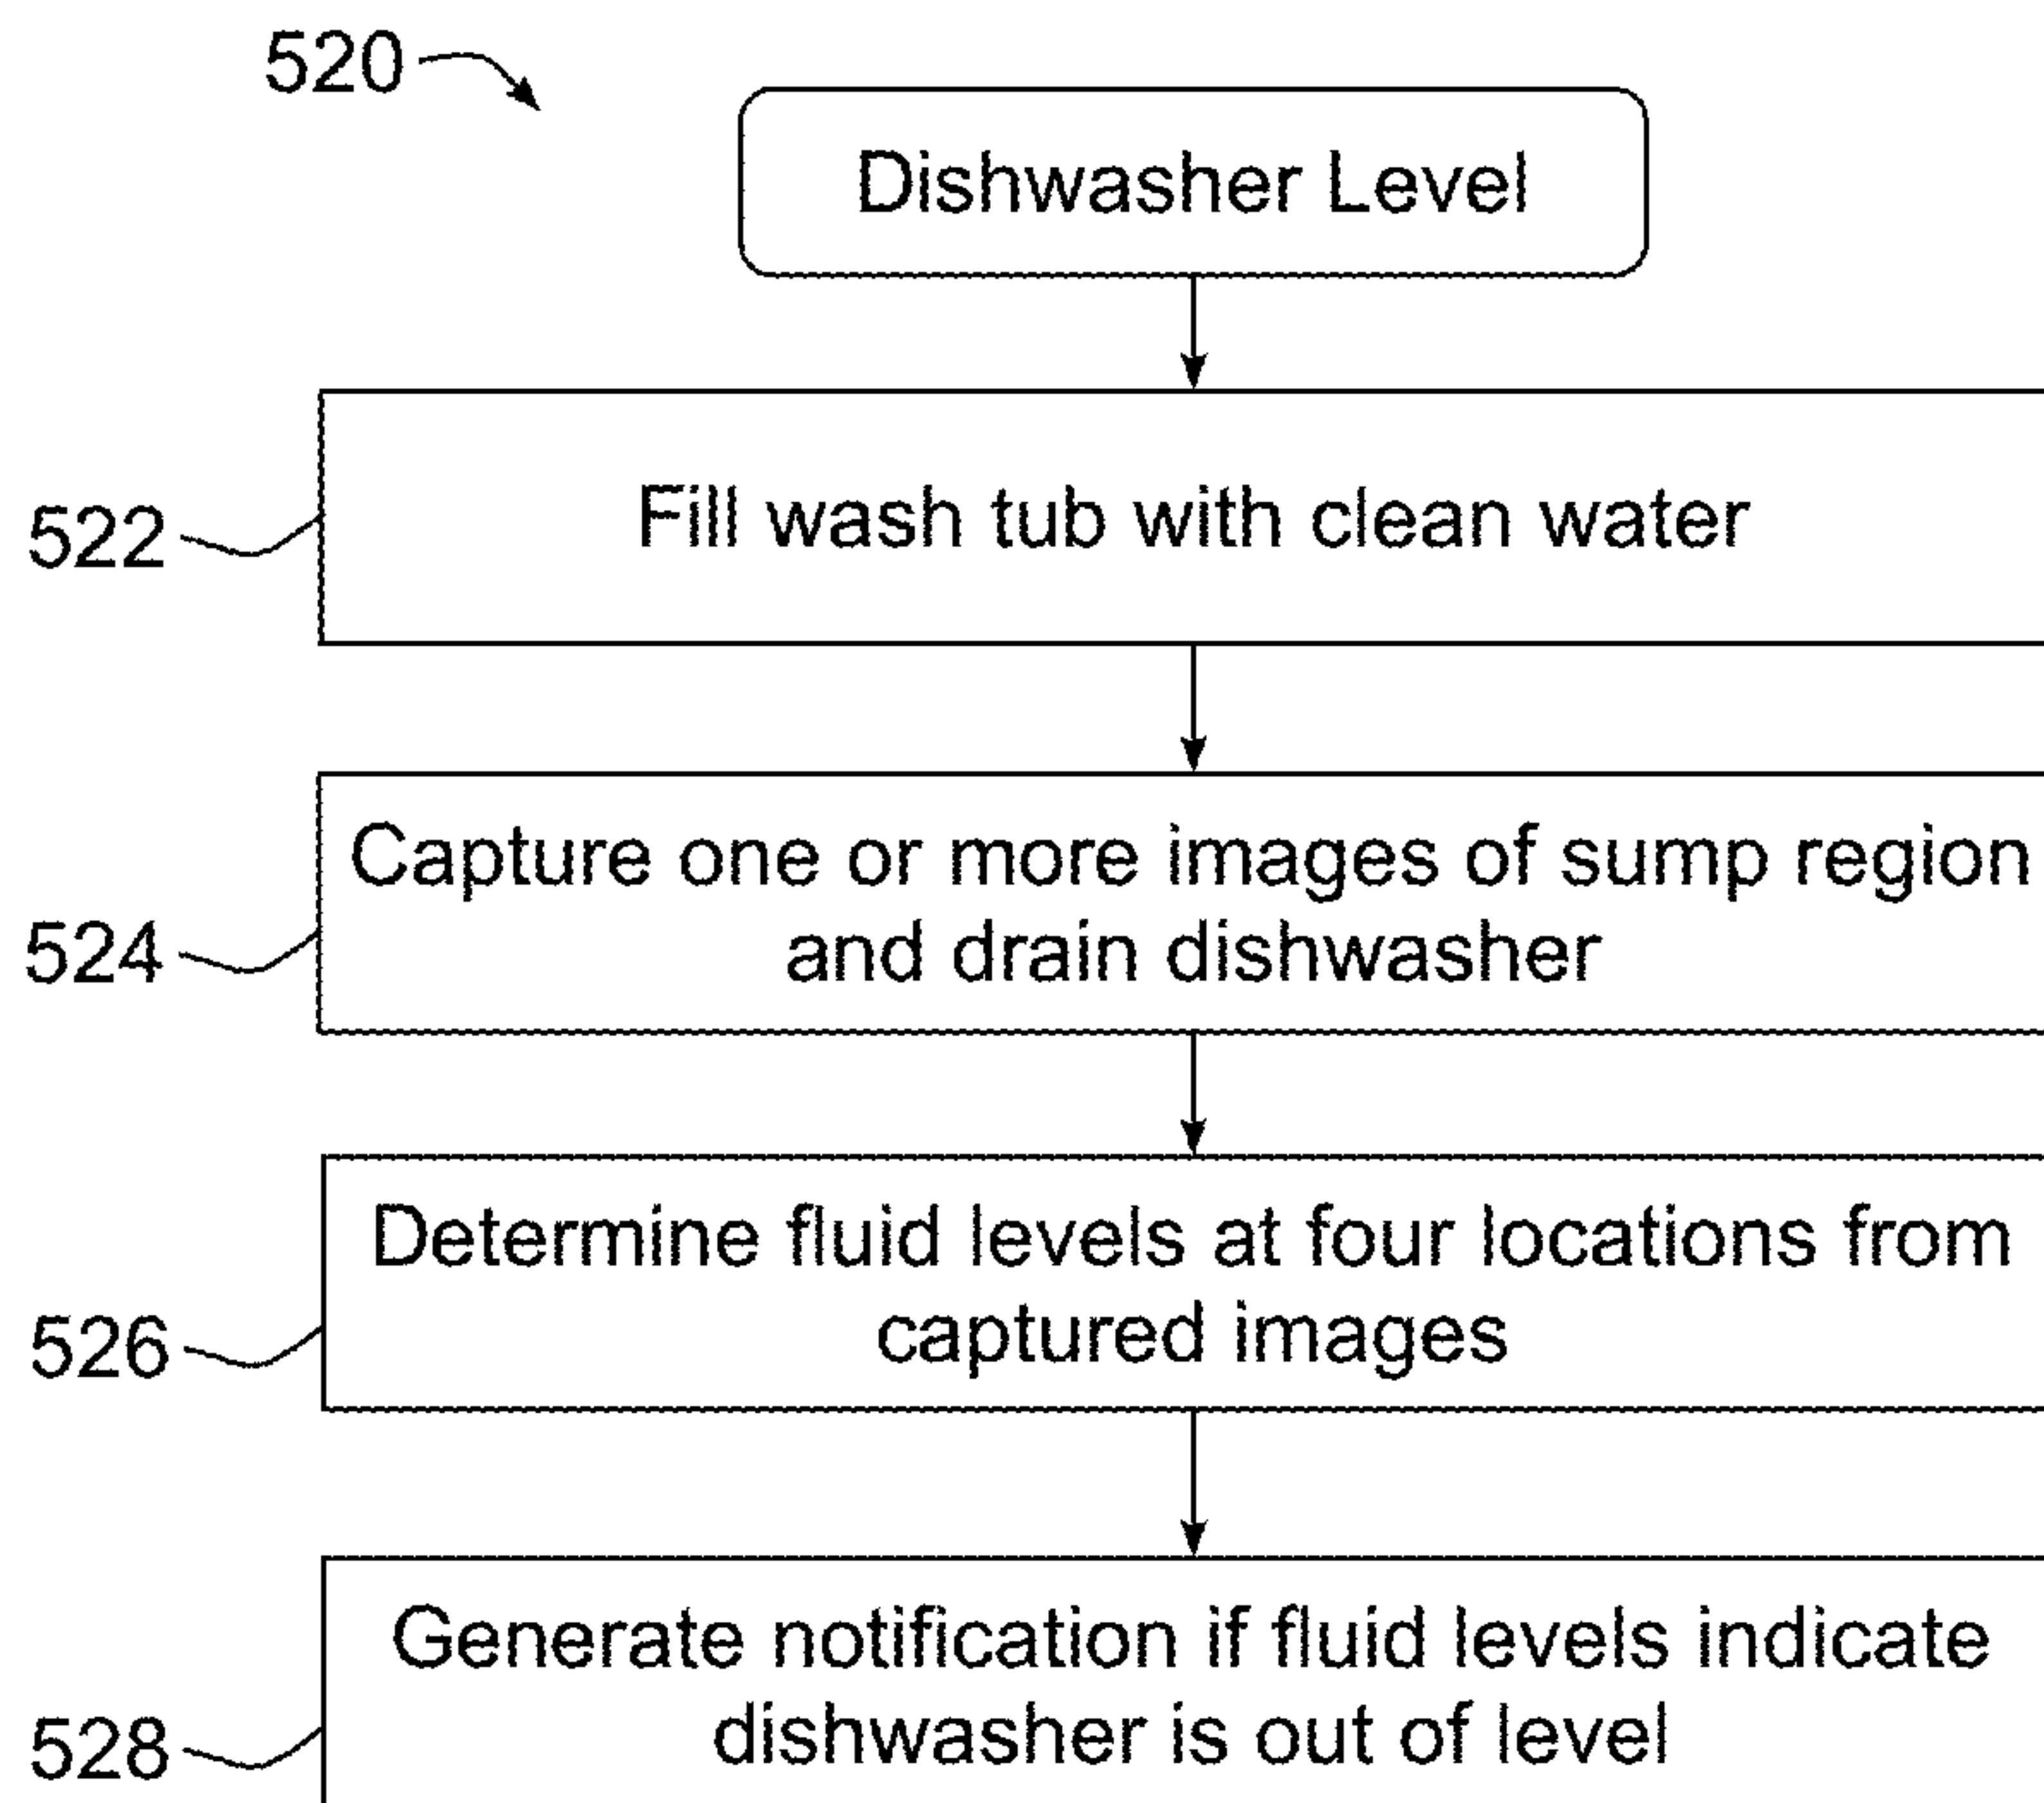 520
Dishwasher Level
522
Fill wash tub with clean water
Capture one or more images of sump region
524
and drain dishwasher
Determine fluid levels at four locations from
526
captured images
Generate notification if fluid levels indicate
528
dishwasher is out of level